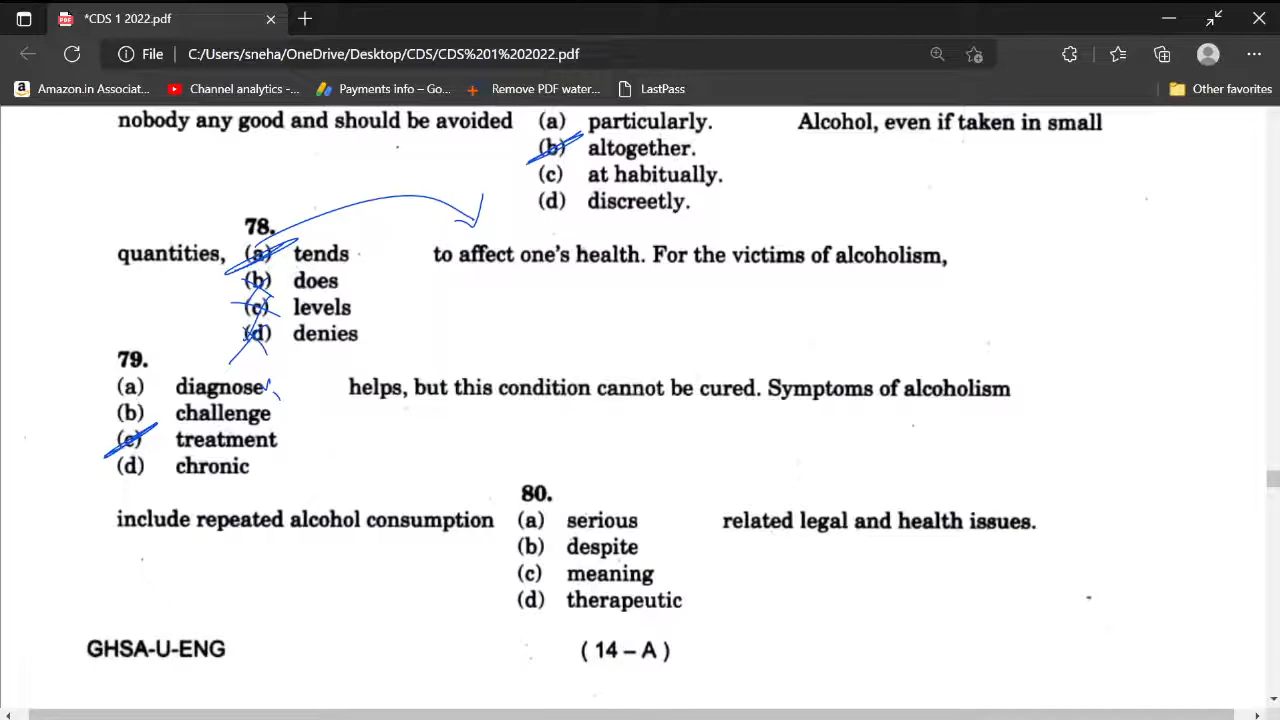 *CDS 1 2022.pdf
File C:/Users/sneha/OneDrive/Desktop/CDS/CDS%201%202022.pdf
Amazon.in Associat... Channel analytics -... Payments info – Go... Remove PDF water... LastPass Other favorites
nobody any good and should be avoided (a) particularly. Alcohol, even if taken in small
(b) altogether.
(c) at habitually.
(d) discreetly.
78.
quantities, (a) tends to affect one's health. For the victims of alcoholism,
(b) does
(c) levels
(d) denies
79.
(a) diagnose helps, but this condition cannot be cured. Symptoms of alcoholism
(b) challenge
(c) treatment
(d) chronic
80.
include repeated alcohol consumption (a) serious related legal and health issues.
(b) despite
(c) meaning
(d) therapeutic
GHSA-U-ENG ( 14 – A )